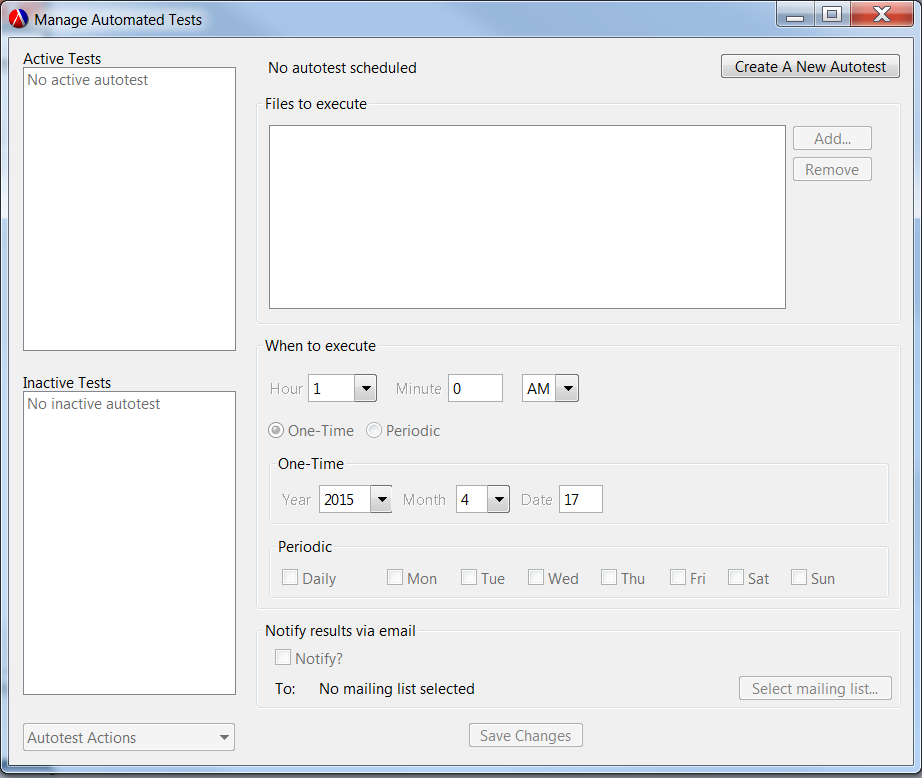 Manage Automated Tests
Active Tests
No active autotest
No autotest scheduled
Create A New Autotest
Files to execute
Add...
Remove
When to execute
Hour 1 Minute 0 AM
One-Time Periodic
One-Time
Year 2015 Month 4 Date 17
Periodic
Daily Mon Tue Wed Thu Fri Sat Sun
Inactive Tests
No inactive autotest
Notify results via email
Notify?
To: No mailing list selected Select mailing list...
Autotest Actions
Save Changes